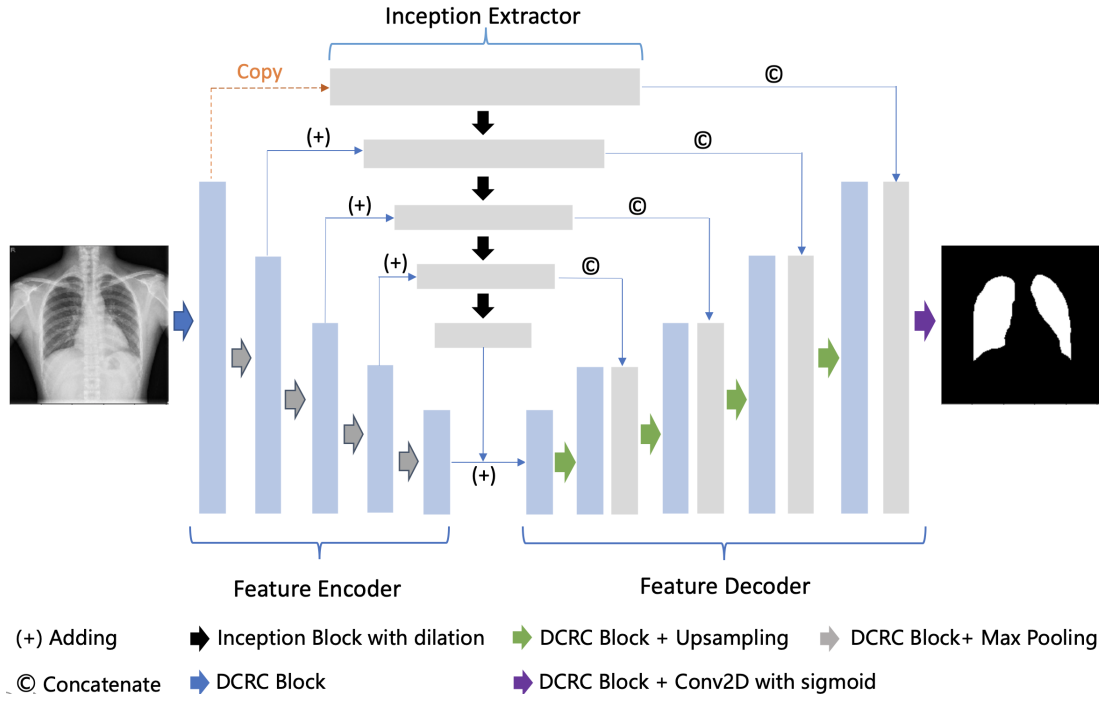 Inception Extractor
Copy
©
(+)
©
(+)
©
(+)
©
(+)
Feature Encoder
Feature Decoder
(+) Adding
Inception Block with dilation
DCRC Block + Upsampling
DCRC Block+ Max Pooling
© Concatenate
DCRC Block
DCRC Block + Conv2D with sigmoid